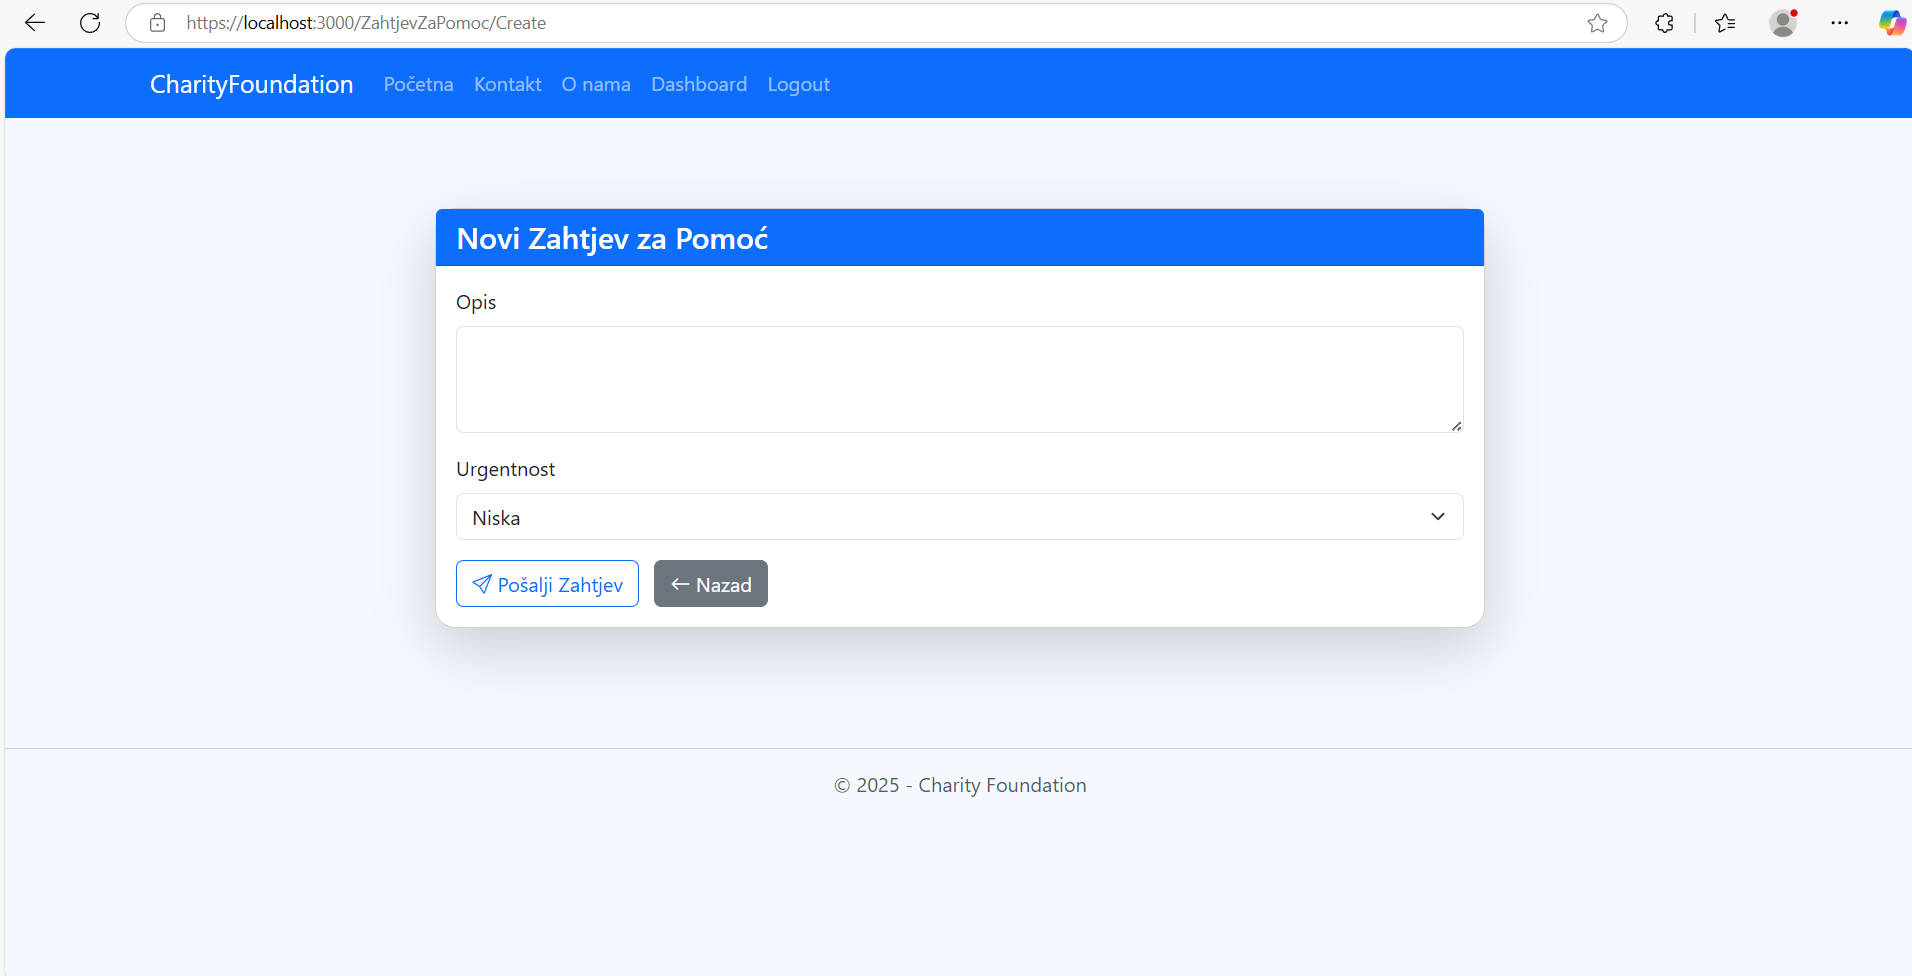 https://localhost:3000/ZahtjevZaPomoc/Create
CharityFoundation Početna Kontakt O nama Dashboard Logout
Novi Zahtjev za Pomoć
Opis
Urgentnost
Niska
Pošalji Zahtjev Nazad
© 2025 - Charity Foundation